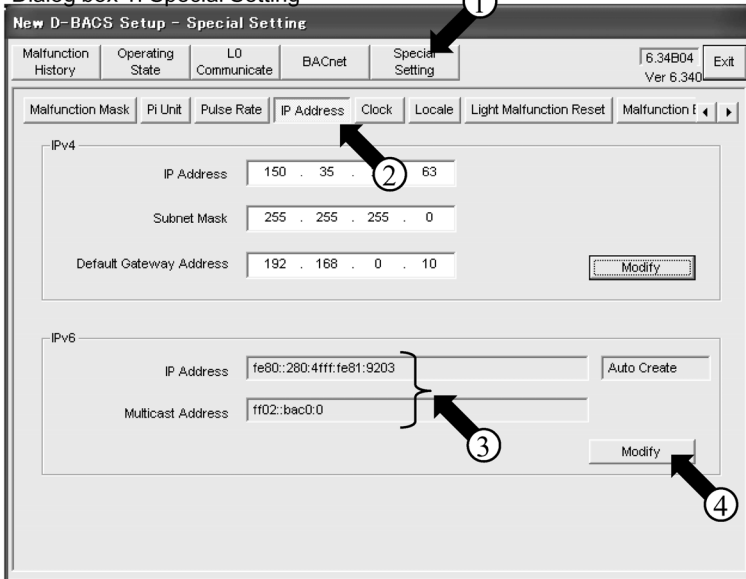 Dialog box 1: Special Setting
1
New D-BACS Setup - Special Setting
Malfunction History
Operating State
L0 Communicate
BACnet
Special Setting
6.34B04
Ver 6.340
Exit
Malfunction Mask Pi Unit Pulse Rate IP Address Clock Locale Light Malfunction Reset Malfunction
2
IPv4
IP Address 150 . 35 . . 63
Subnet Mask 255 . 255 . 255 . 0
Default Gateway Address 192 . 168 . 0 . 10
Modify
IPv6
IP Address fe80::280:4fff:fe81:9203 Auto Create
Multicast Address ff02::bac0:0
3
Modify
4